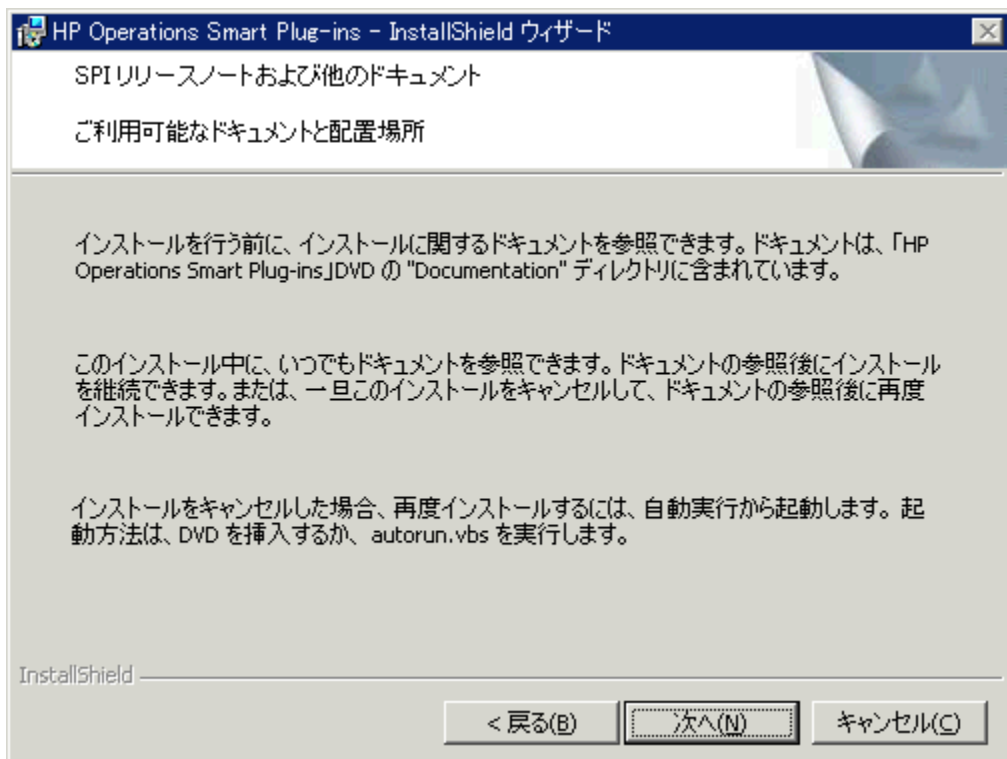 HP Operations Smart Plug-ins - InstallShield ウィザード
SPI リリースノートおよび他のドキュメント
ご利用可能なドキュメントと配置場所
インストールを行う前に、インストールに関するドキュメントを参照できます。ドキュメントは、「HP
Operations Smart Plug-ins」DVD の "Documentation" ディレクトリに含まれています。
このインストール中に、いつでもドキュメントを参照できます。ドキュメントの参照後にインストール
を継続できます。または、一旦このインストールをキャンセルして、ドキュメントの参照後に再度
インストールできます。
インストールをキャンセルした場合、再度インストールするには、自動実行から起動します。起
動方法は、DVD を挿入するか、autorun.vbs を実行します。
InstallShield
< 戻る(B) 次へ(N) キャンセル(C)